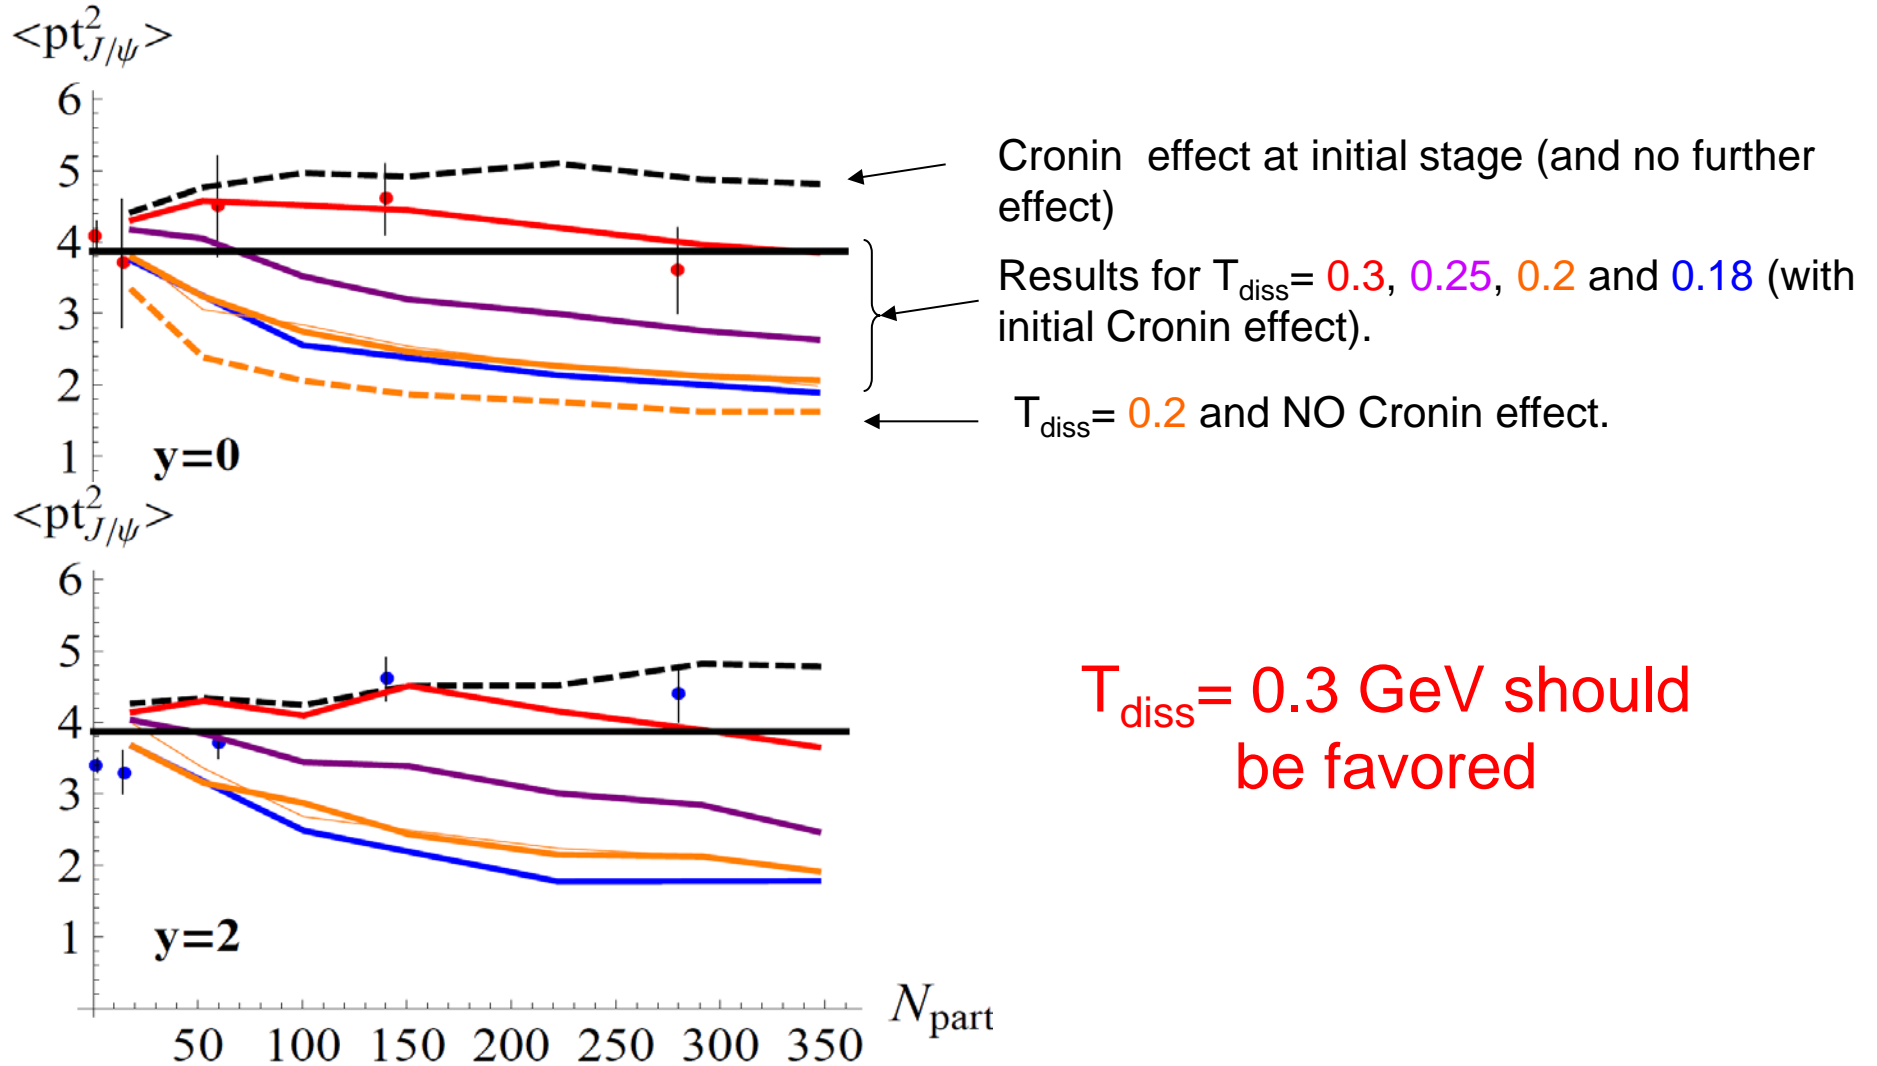 <pt²J/ψ>
6
5
4
3
2
1
y=0
Cronin effect at initial stage (and no further
effect)
Results for Tdiss= 0.3, 0.25, 0.2 and 0.18 (with
initial Cronin effect).
Tdiss= 0.2 and NO Cronin effect.
<pt²J/ψ>
6
5
4
3
2
1
y=2
50 100 150 200 250 300 350
Npart
Tdiss= 0.3 GeV should
be favored